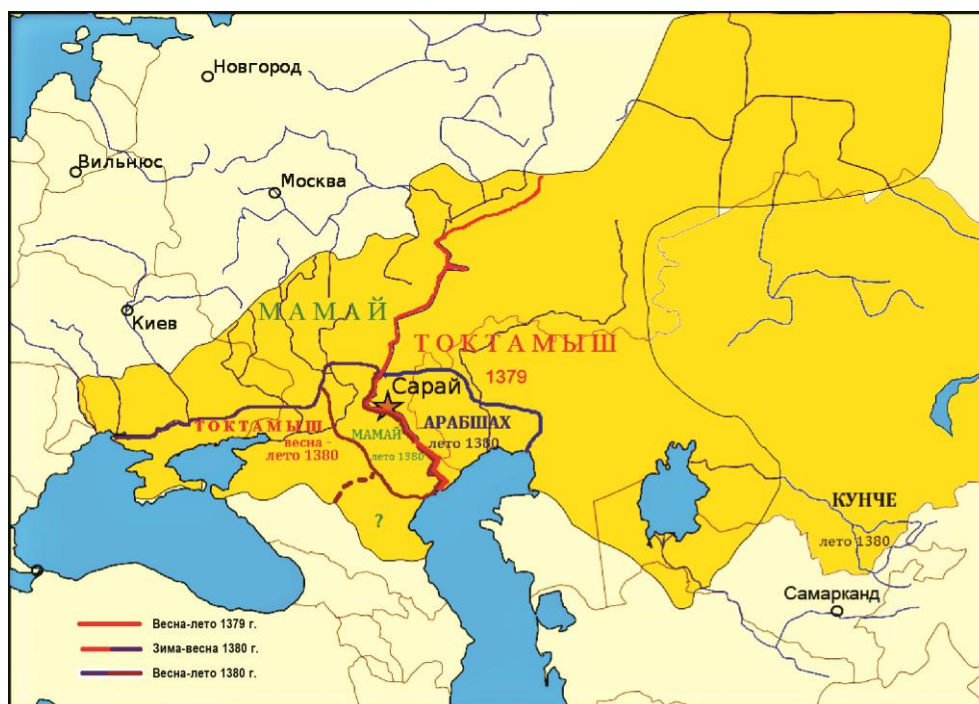 Новгород
Вильнюс
Москва
Киев
МАМАЙ
ТОКТАМЫШ
1379
Сарай
ТОКТАМЫШ
весна -
лето 1380
МАМАЙ
лето 1380
АРАБШАХ
лето 1380
?
КУНЧЕ
лето 1380
Самарканд
Весна-лето 1379 г.
Зима-весна 1380 г.
Весна-лето 1380 г.